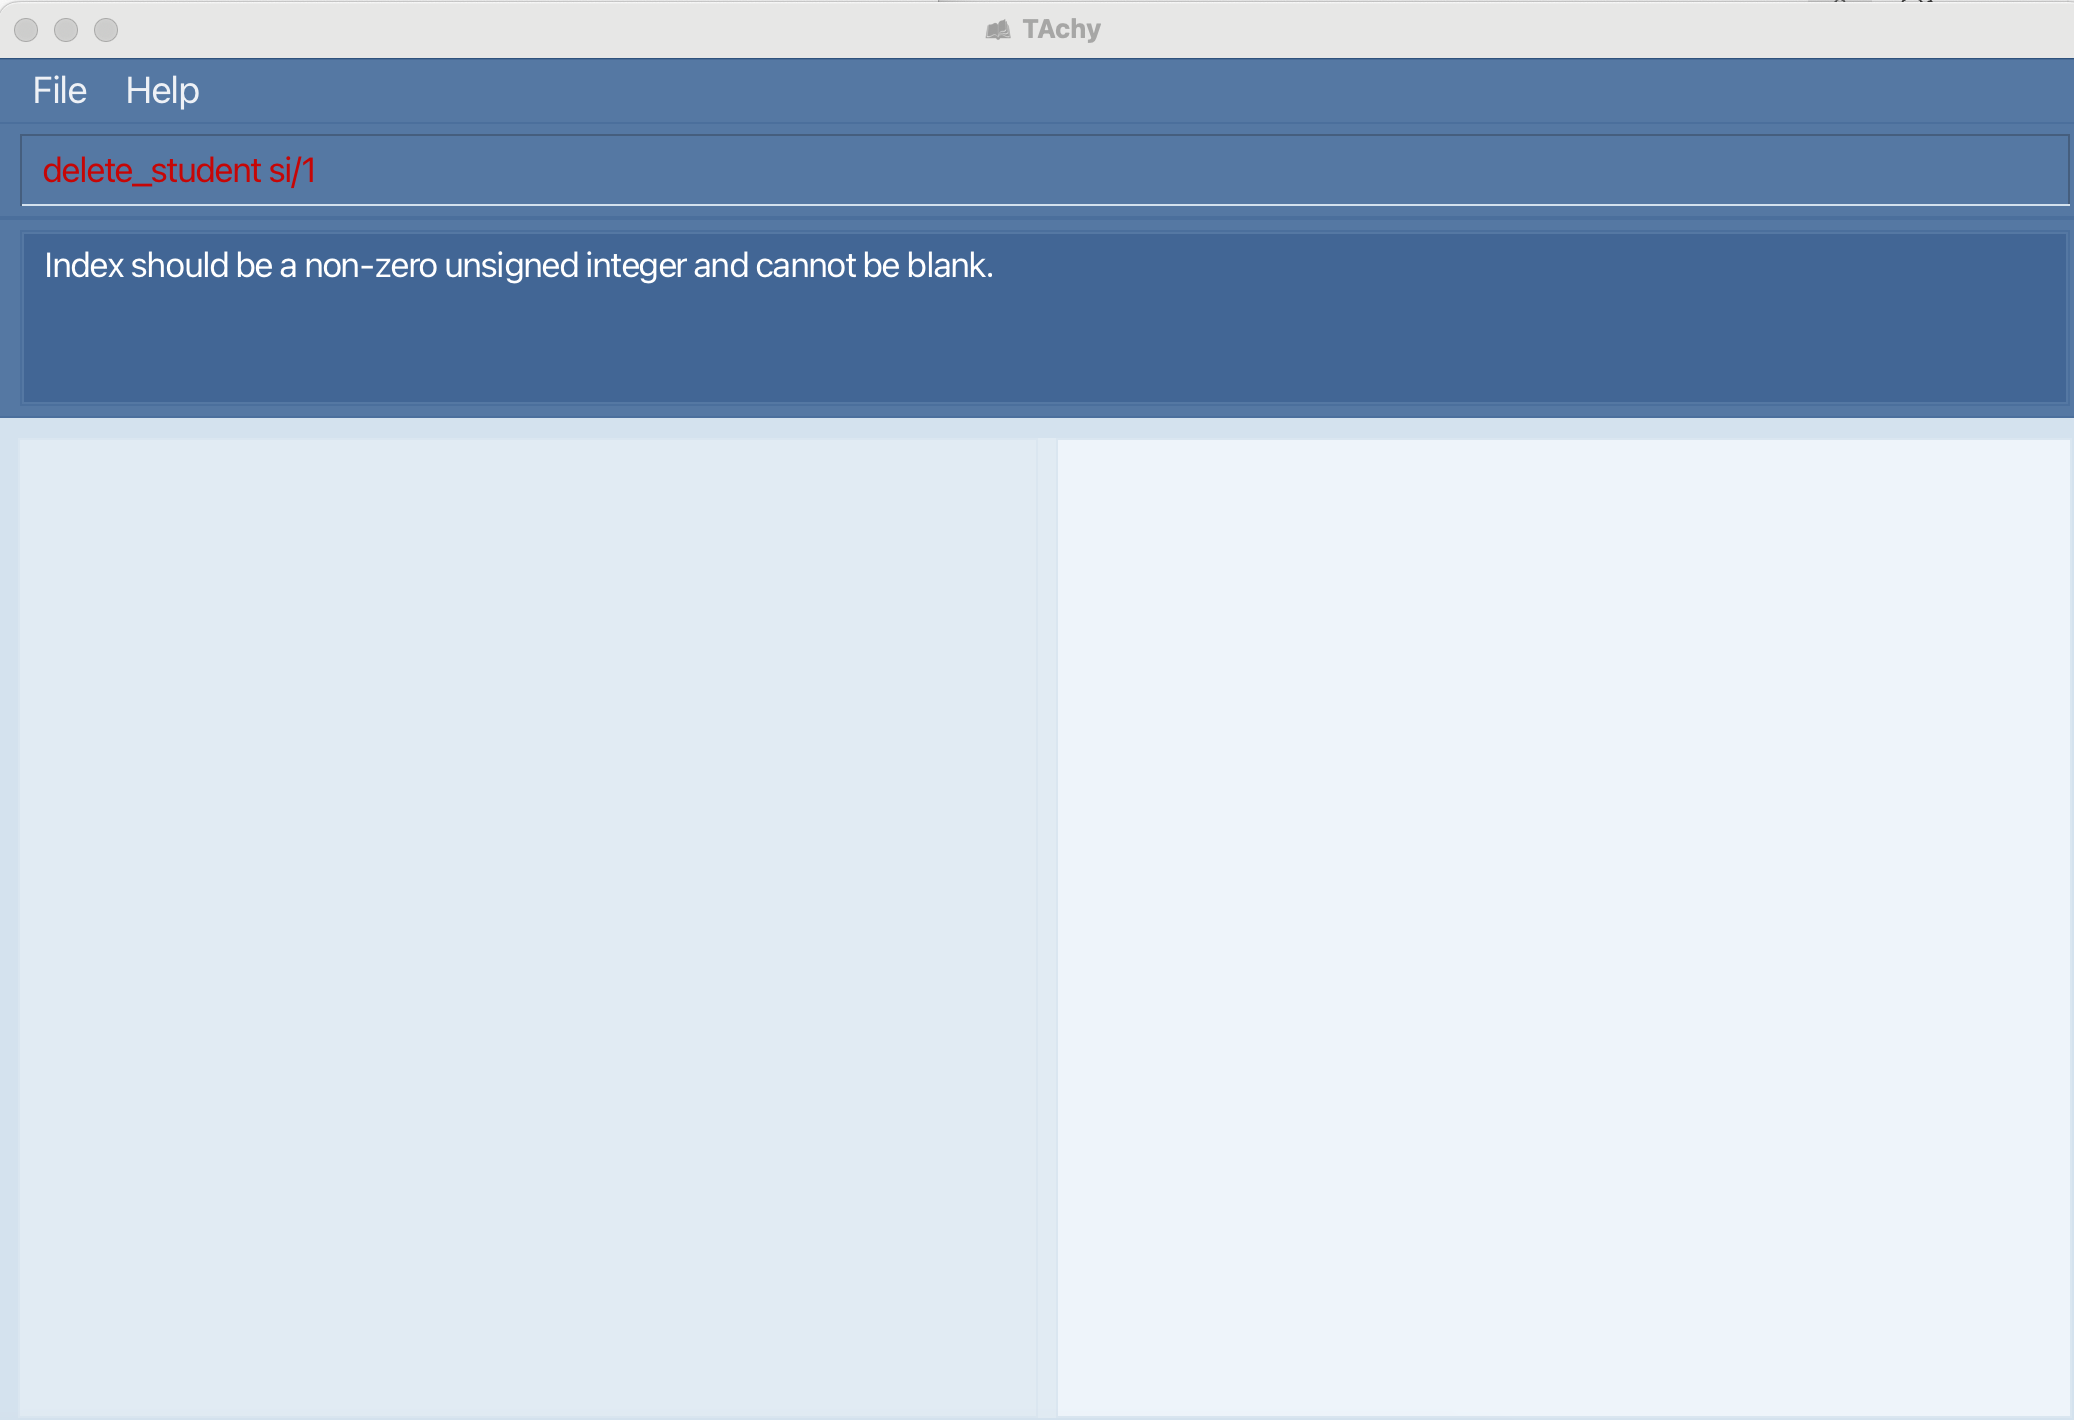 TAchy
File Help
delete_student si/1
Index should be a non-zero unsigned integer and cannot be blank.